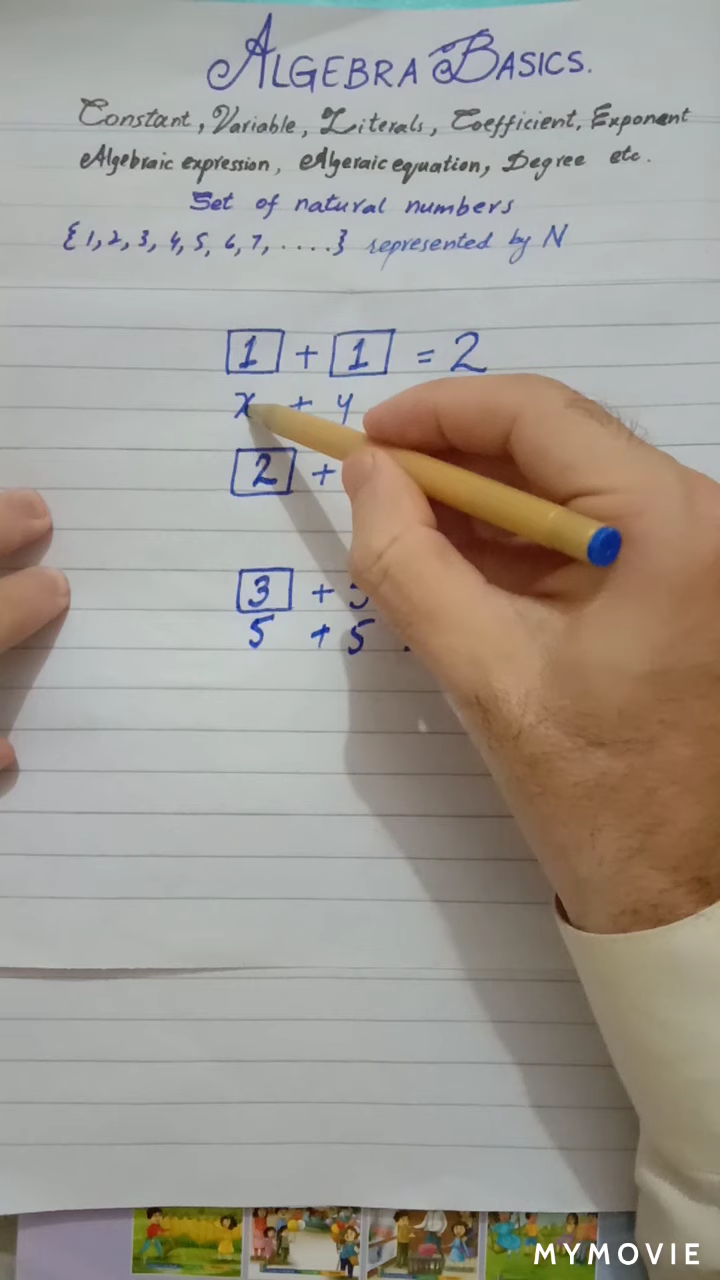 ALGEBRA BASICS.
Constant, Variable, Literals, Coefficient, Exponent
Algebraic expression, Algeraic equation, Degree etc.
Set of natural numbers
{1,2,3,4,5,6,7,....} represented by N
1 + 1 = 2
x + y
2 +
3 +
5 + 5
MYMOVIE